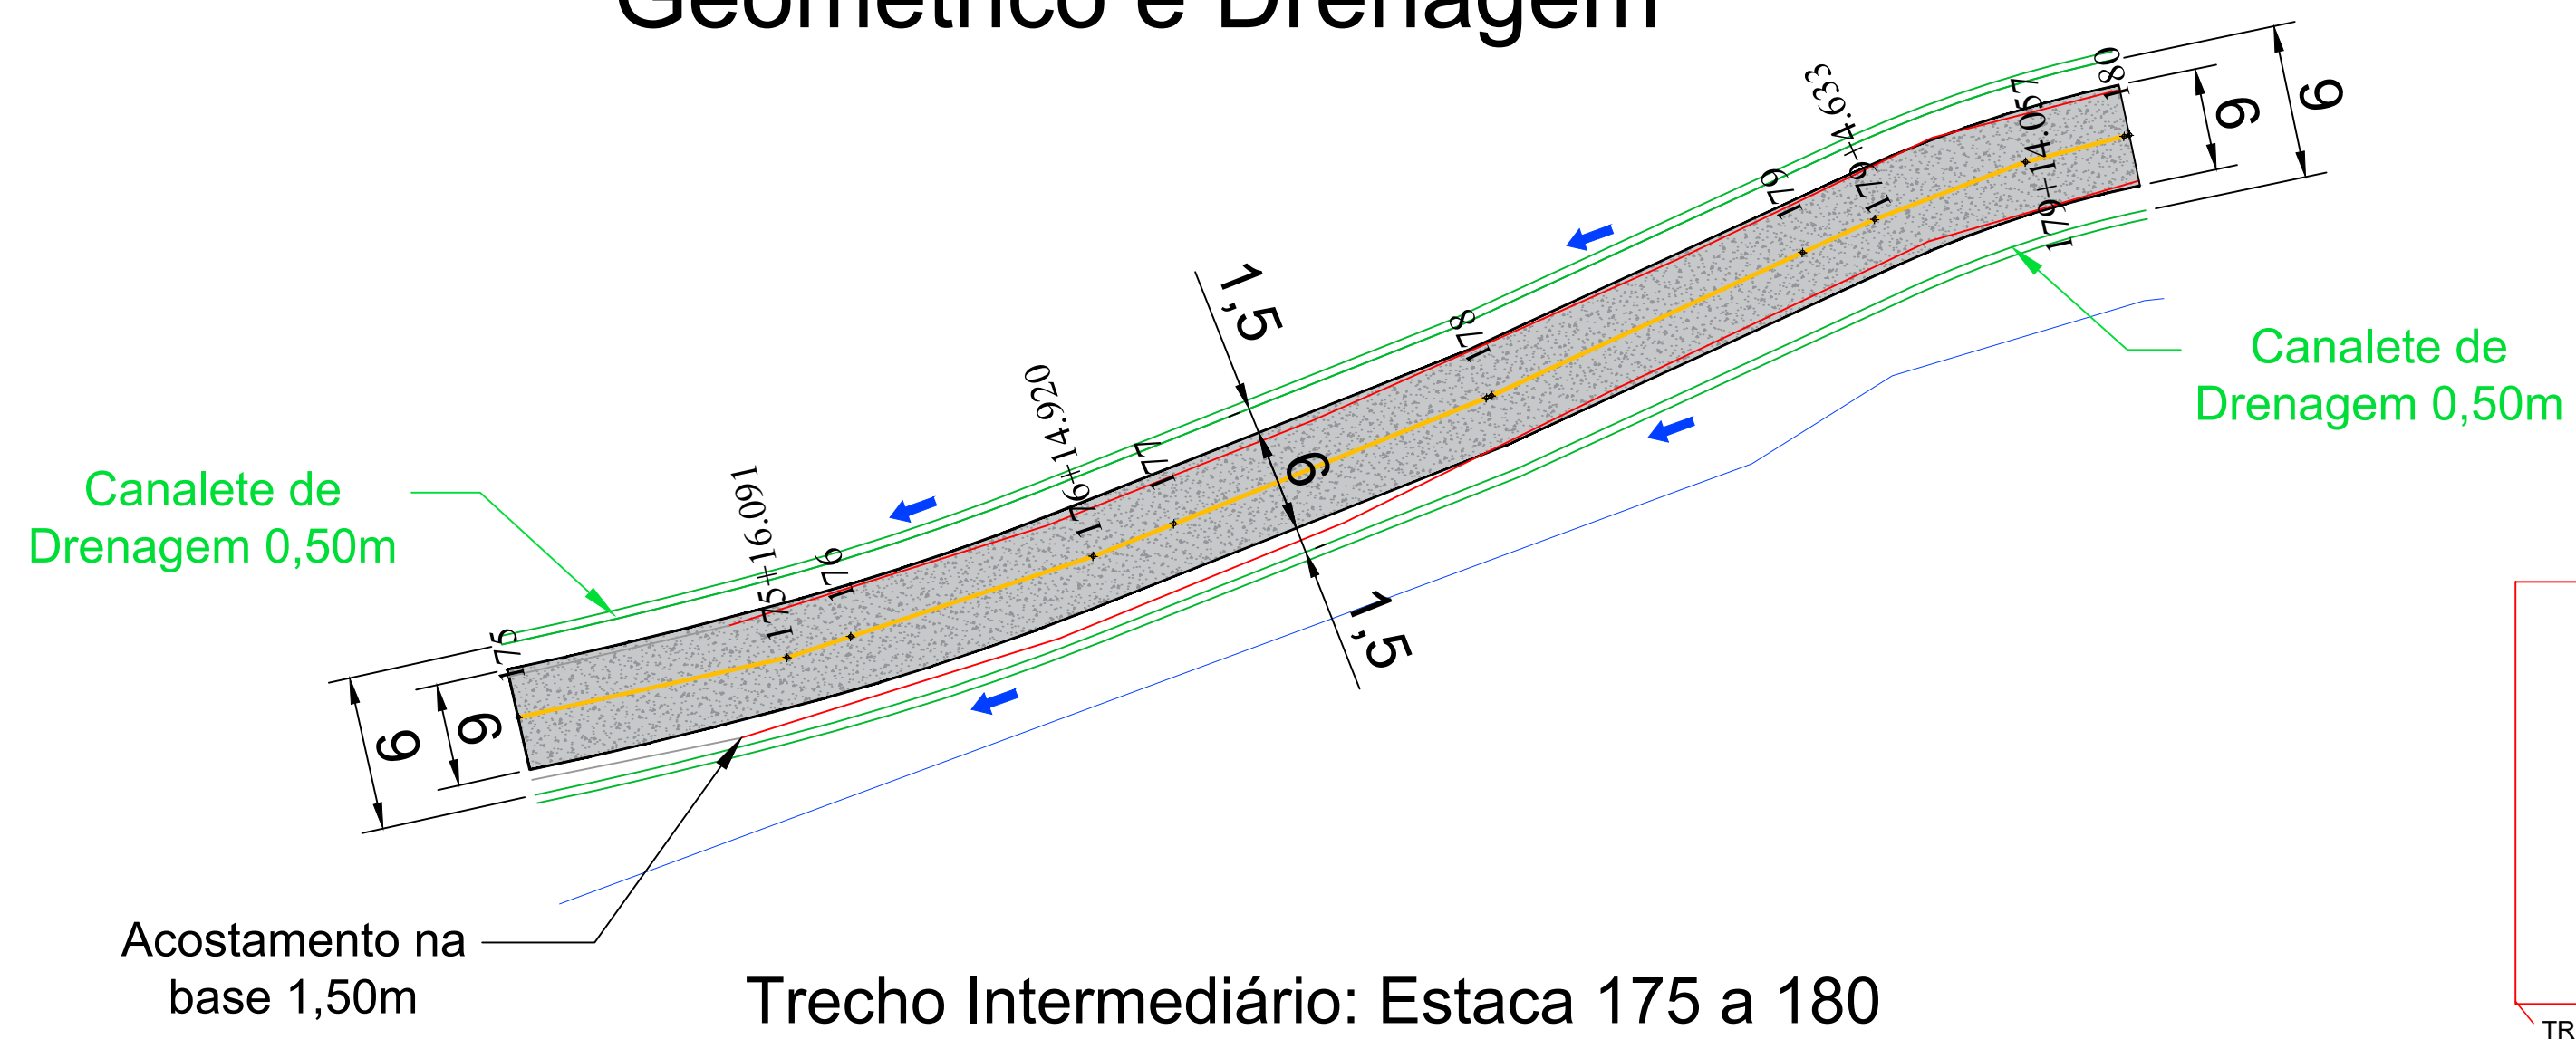 Geométrico e Drenagem
180
9
6
179+14.057
179+4.633
179
178
1,5
6
1,5
177
176+14.920
176
175+16.091
175
6
9
Canalete de
Drenagem 0,50m
Canalete de
Drenagem 0,50m
Acostamento na
base 1,50m
Trecho Intermediário: Estaca 175 a 180
TR